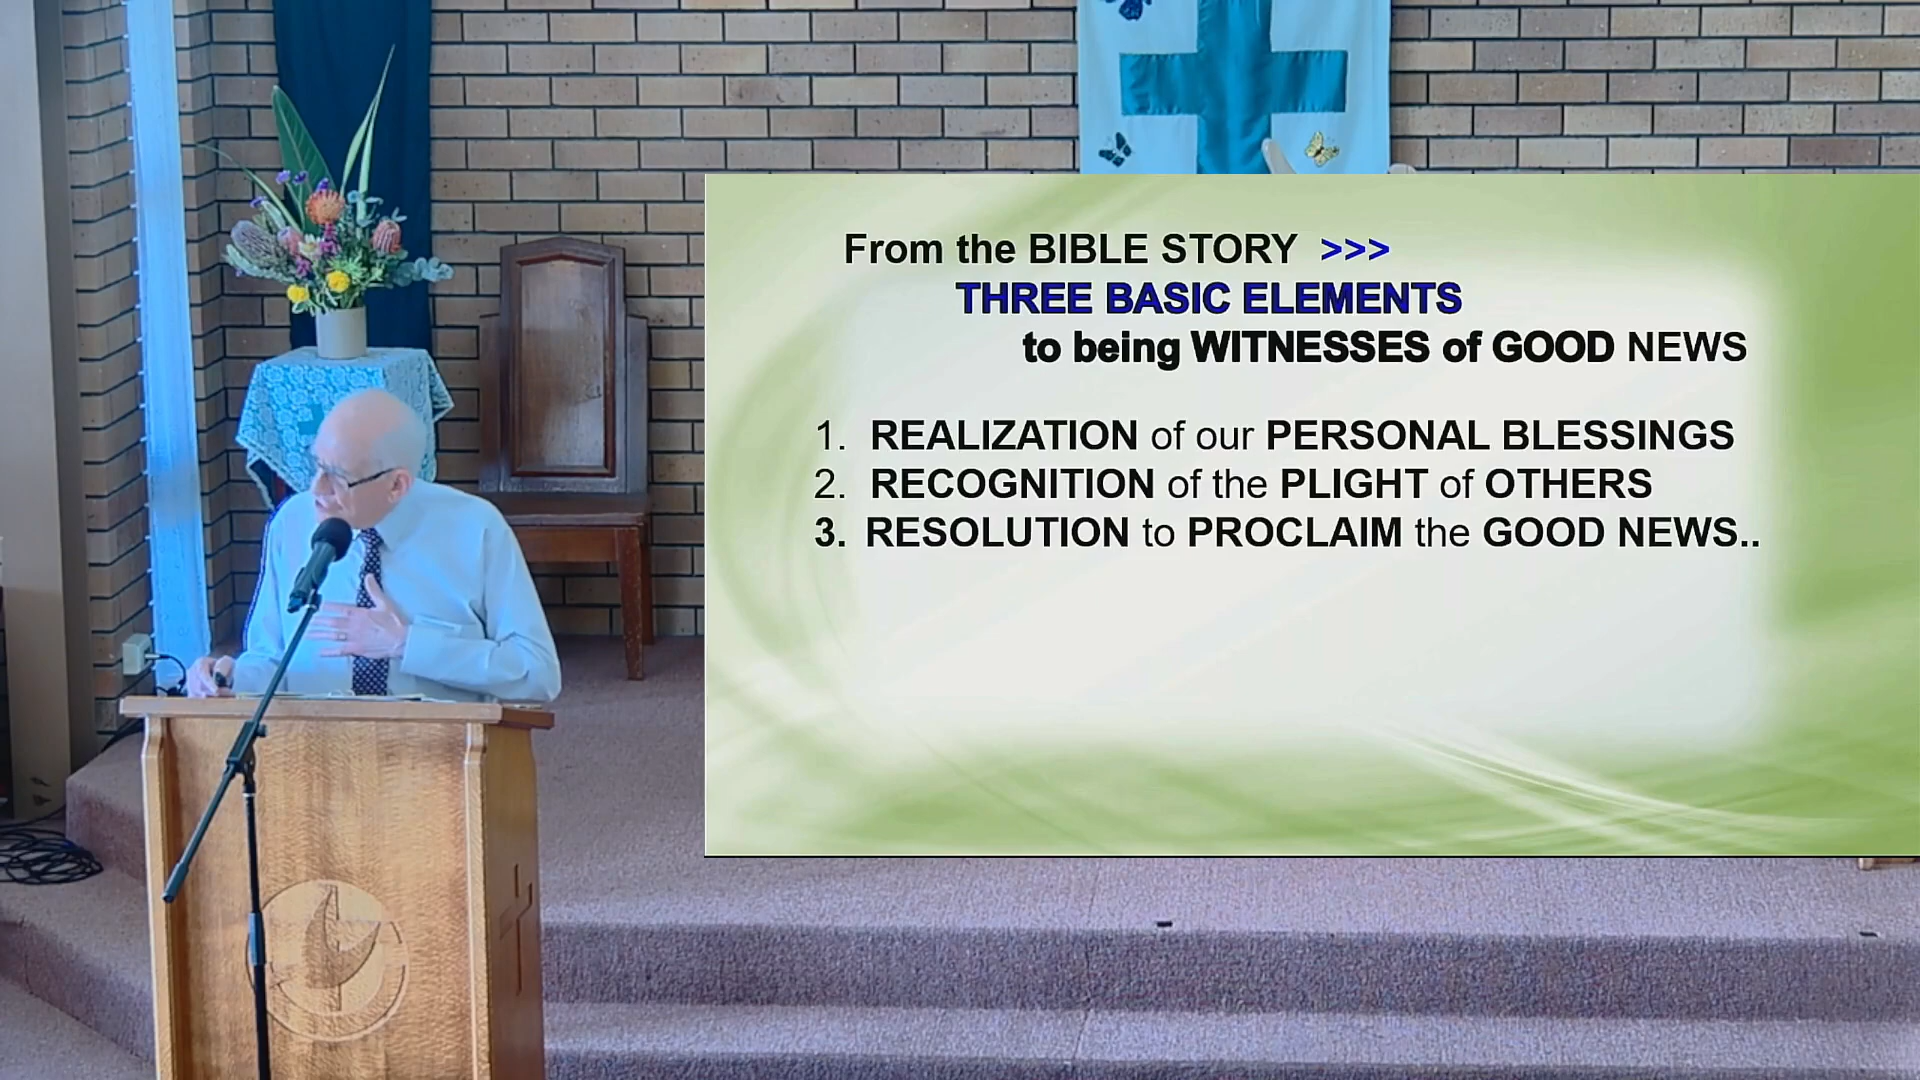 From the BIBLE STORY >>>
THREE BASIC ELEMENTS
to being WITNESSES of GOOD NEWS
1. REALIZATION of our PERSONAL BLESSINGS
2. RECOGNITION of the PLIGHT of OTHERS
3. RESOLUTION to PROCLAIM the GOOD NEWS..